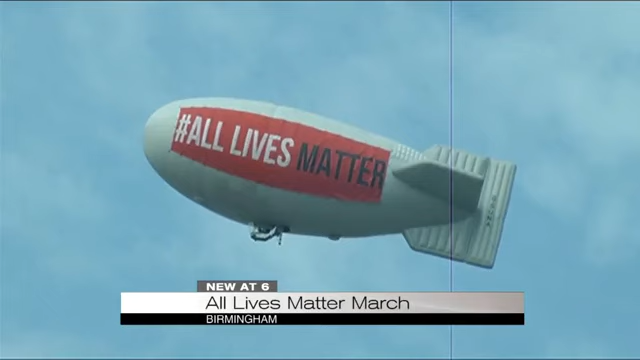 #ALL LIVES MATTER
NEW AT 6
All Lives Matter March
BIRMINGHAM